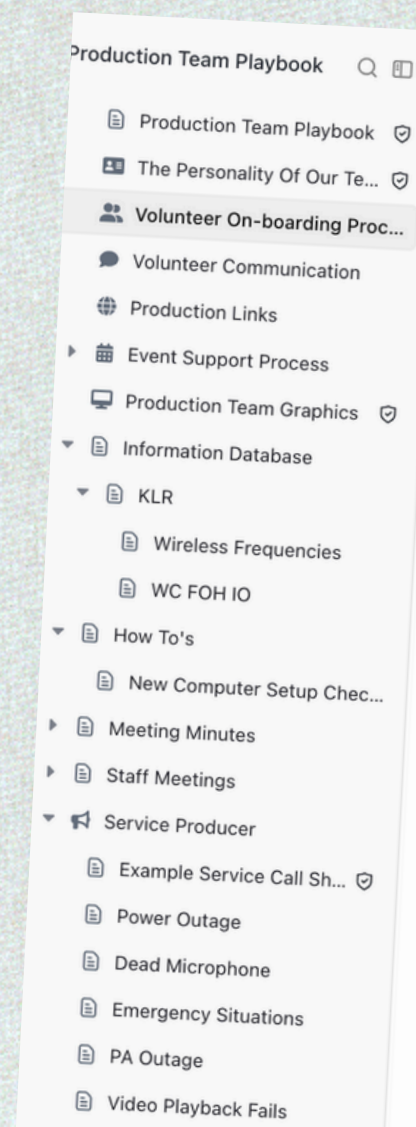 Production Team Playbook
Production Team Playbook
The Personality Of Our Te...
Volunteer On-boarding Proc...
Volunteer Communication
Production Links
Event Support Process
Production Team Graphics
Information Database
KLR
Wireless Frequencies
WC FOH IO
How To's
New Computer Setup Chec...
Meeting Minutes
Staff Meetings
Service Producer
Example Service Call Sh...
Power Outage
Dead Microphone
Emergency Situations
PA Outage
Video Playback Fails